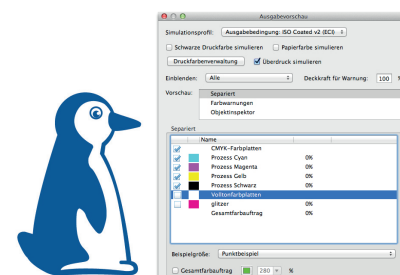 Ausgabevorschau
Simulationsprofil: Ausgabebedingung: ISO Coated v2 (ECI)
Schwarze Druckfarbe simulieren Papierfarbe simulieren
Druckfarbenverwaltung Überdruck simulieren
Einblenden: Alle Deckkraft für Warnung: 100 %
Vorschau: Separiert
Farbwarnungen
Objektinspektor
Separiert
Name
CMYK-Farbplatten
Prozess Cyan 0%
Prozess Magenta 0%
Prozess Gelb 0%
Prozess Schwarz 0%
Volltonfarbplatten
glitzer 0%
Gesamtfarbauftrag 0%
Beispielgröße: Punktbeispiel
Gesamtfarbauftrag 280 %